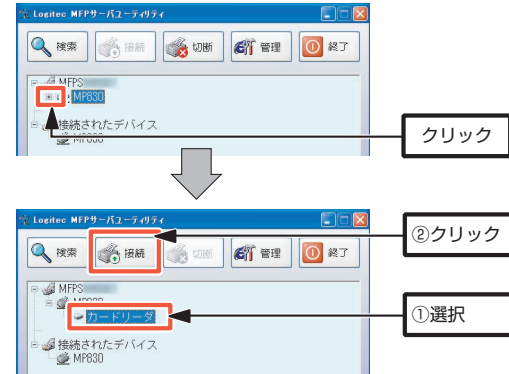 Logitec MFPサーバユーティリティ
検索 接続 切断 管理 終了
MFPS
MP830
接続されたデバイス
MP830
クリック
Logitec MFPサーバユーティリティ
②クリック
検索 接続 切断 管理 終了
MFPS
MP830
カードリーダ
①選択
接続されたデバイス
MP830